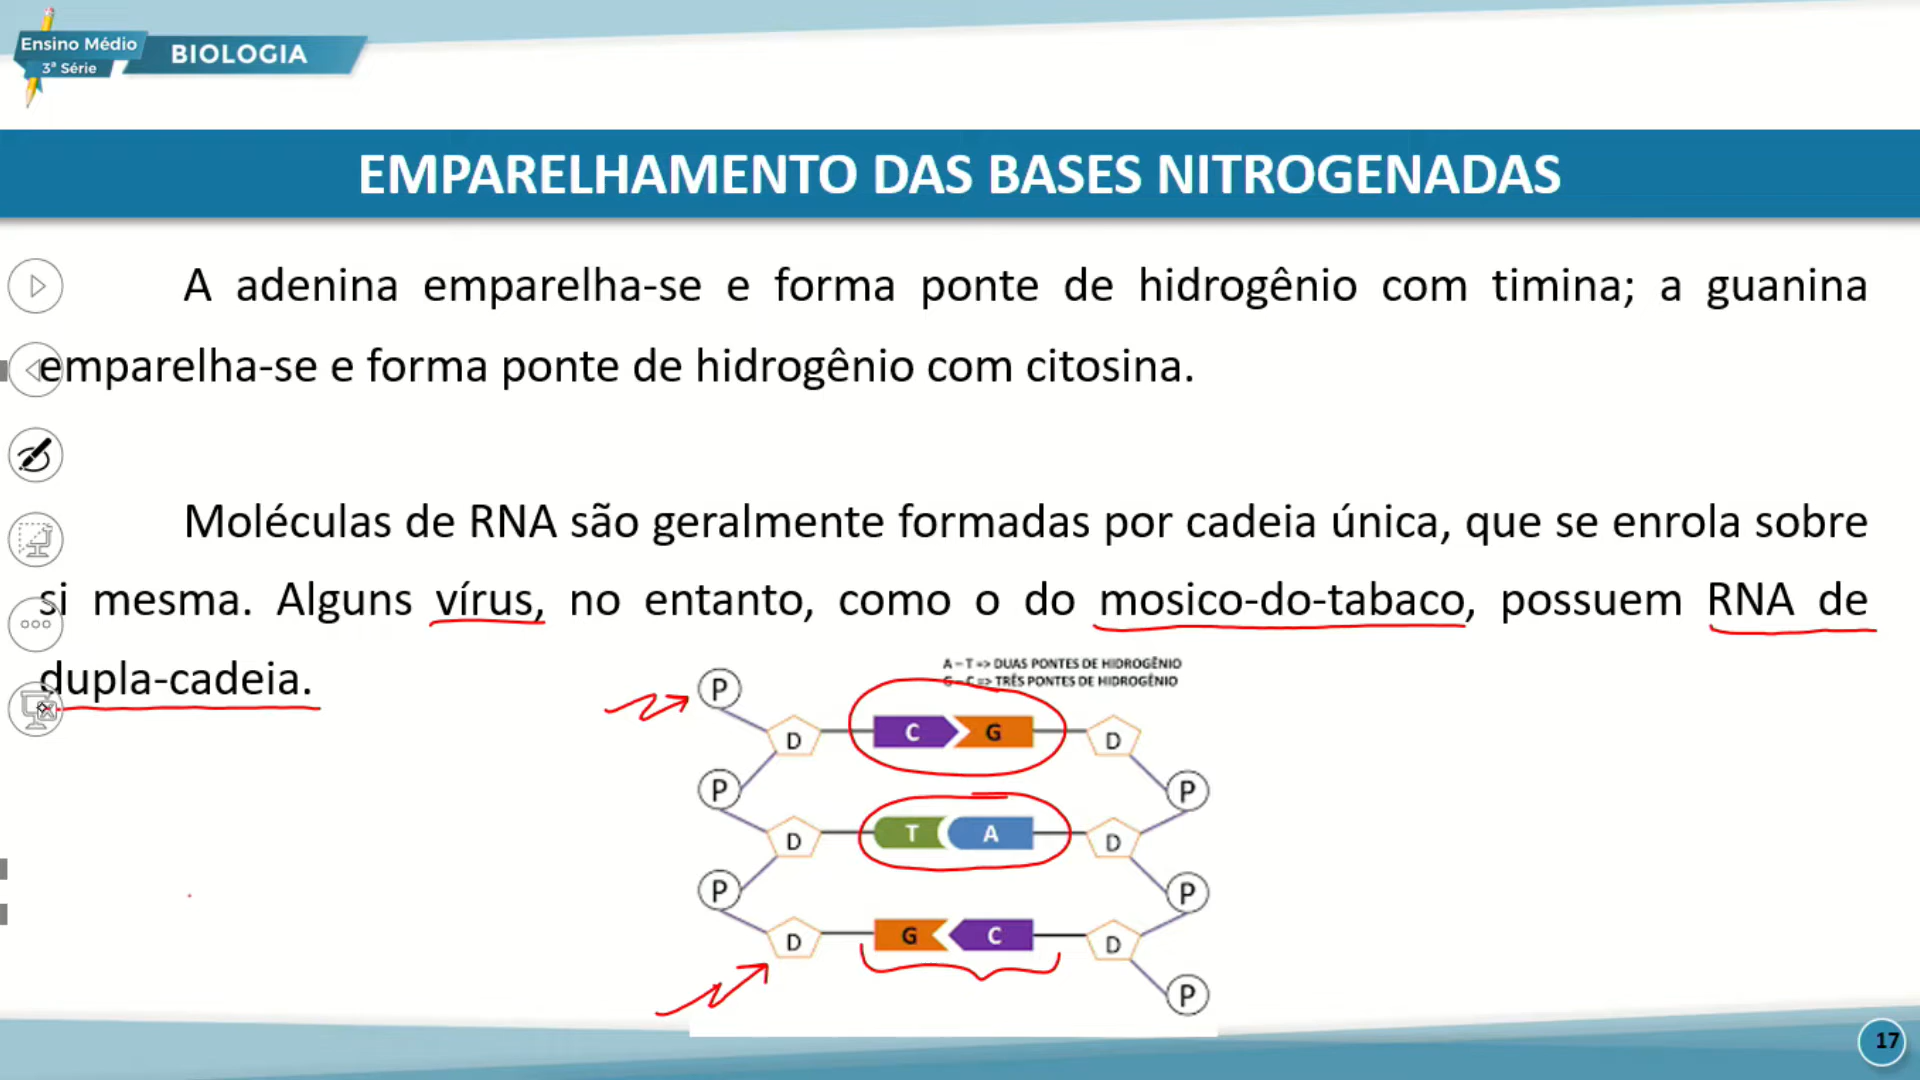 Ensino Médio
3ª Série
BIOLOGIA
EMPARELHAMENTO DAS BASES NITROGENADAS
A adenina emparelha-se e forma ponte de hidrogênio com timina; a guanina
emparelha-se e forma ponte de hidrogênio com citosina.
Moléculas de RNA são geralmente formadas por cadeia única, que se enrola sobre
si mesma. Alguns vírus, no entanto, como o do mosico-do-tabaco, possuem RNA de
dupla-cadeia.
A – T => DUAS PONTES DE HIDROGÊNIO
G – C => TRÊS PONTES DE HIDROGÊNIO
P
D C G D
P P
D T A D
P P
D G C D
P
17